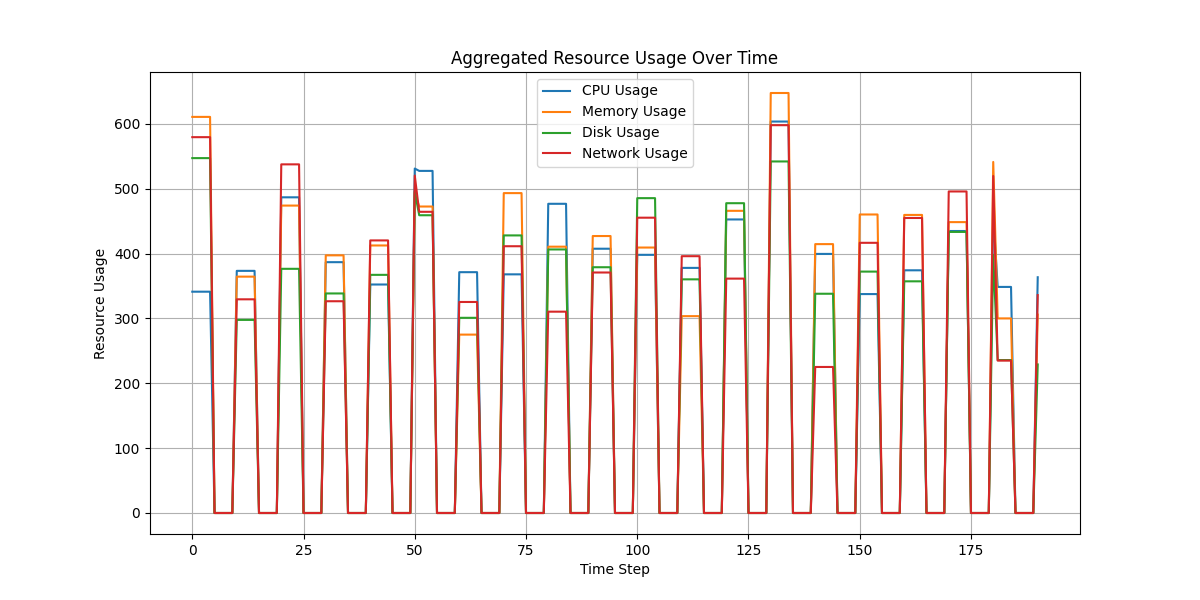 Aggregated Resource Usage Over Time
CPU Usage
Memory Usage
Disk Usage
Network Usage
Resource Usage
600
500
400
300
200
100
0
0 25 50 75 100 125 150 175
Time Step